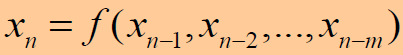 xₙ = f(xₙ₋₁, xₙ₋₂,..., xₙ₋ₘ)